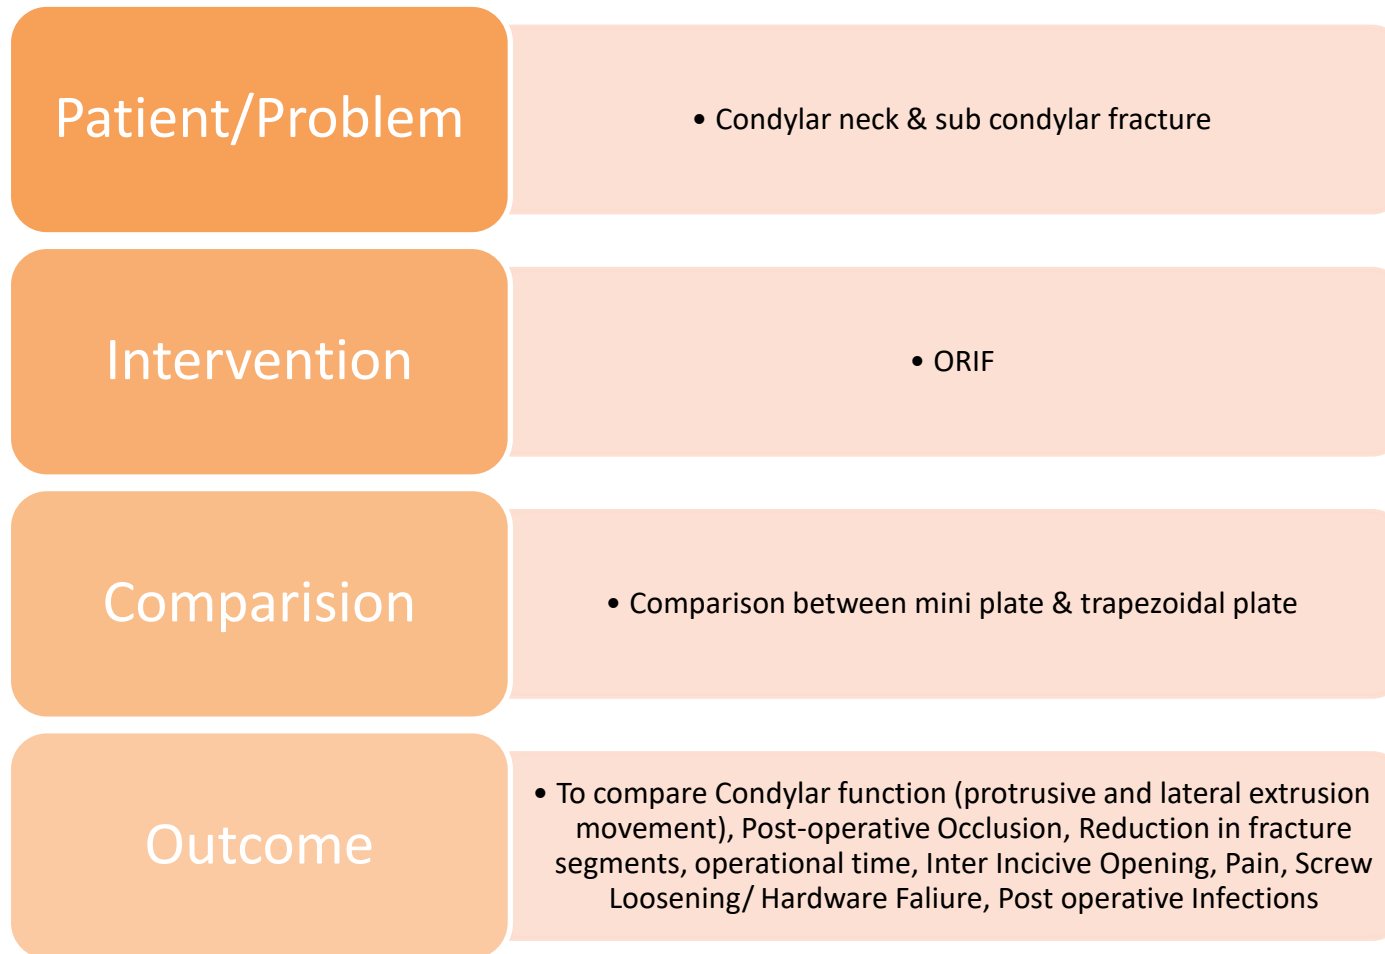 Patient/Problem
• Condylar neck & sub condylar fracture
Intervention
• ORIF
Comparision
• Comparison between mini plate & trapezoidal plate
Outcome
• To compare Condylar function (protrusive and lateral extrusion
movement), Post-operative Occlusion, Reduction in fracture
segments, operational time, Inter Incicive Opening, Pain, Screw
Loosening/ Hardware Faliure, Post operative Infections